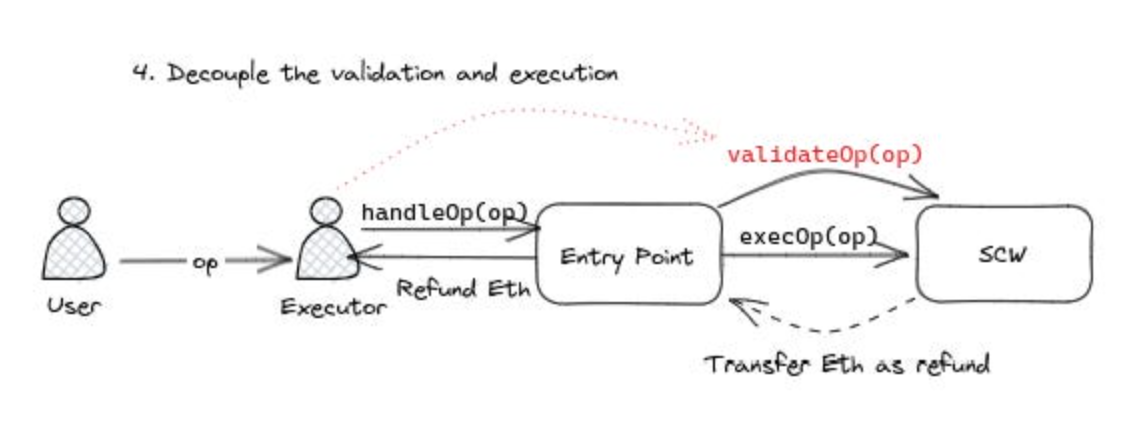 4. Decouple the validation and execution
validateOp(op)
handleOp(op)
execOp(op)
op
Entry Point
SCW
Refund Eth
User
Executor
Transfer Eth as refund